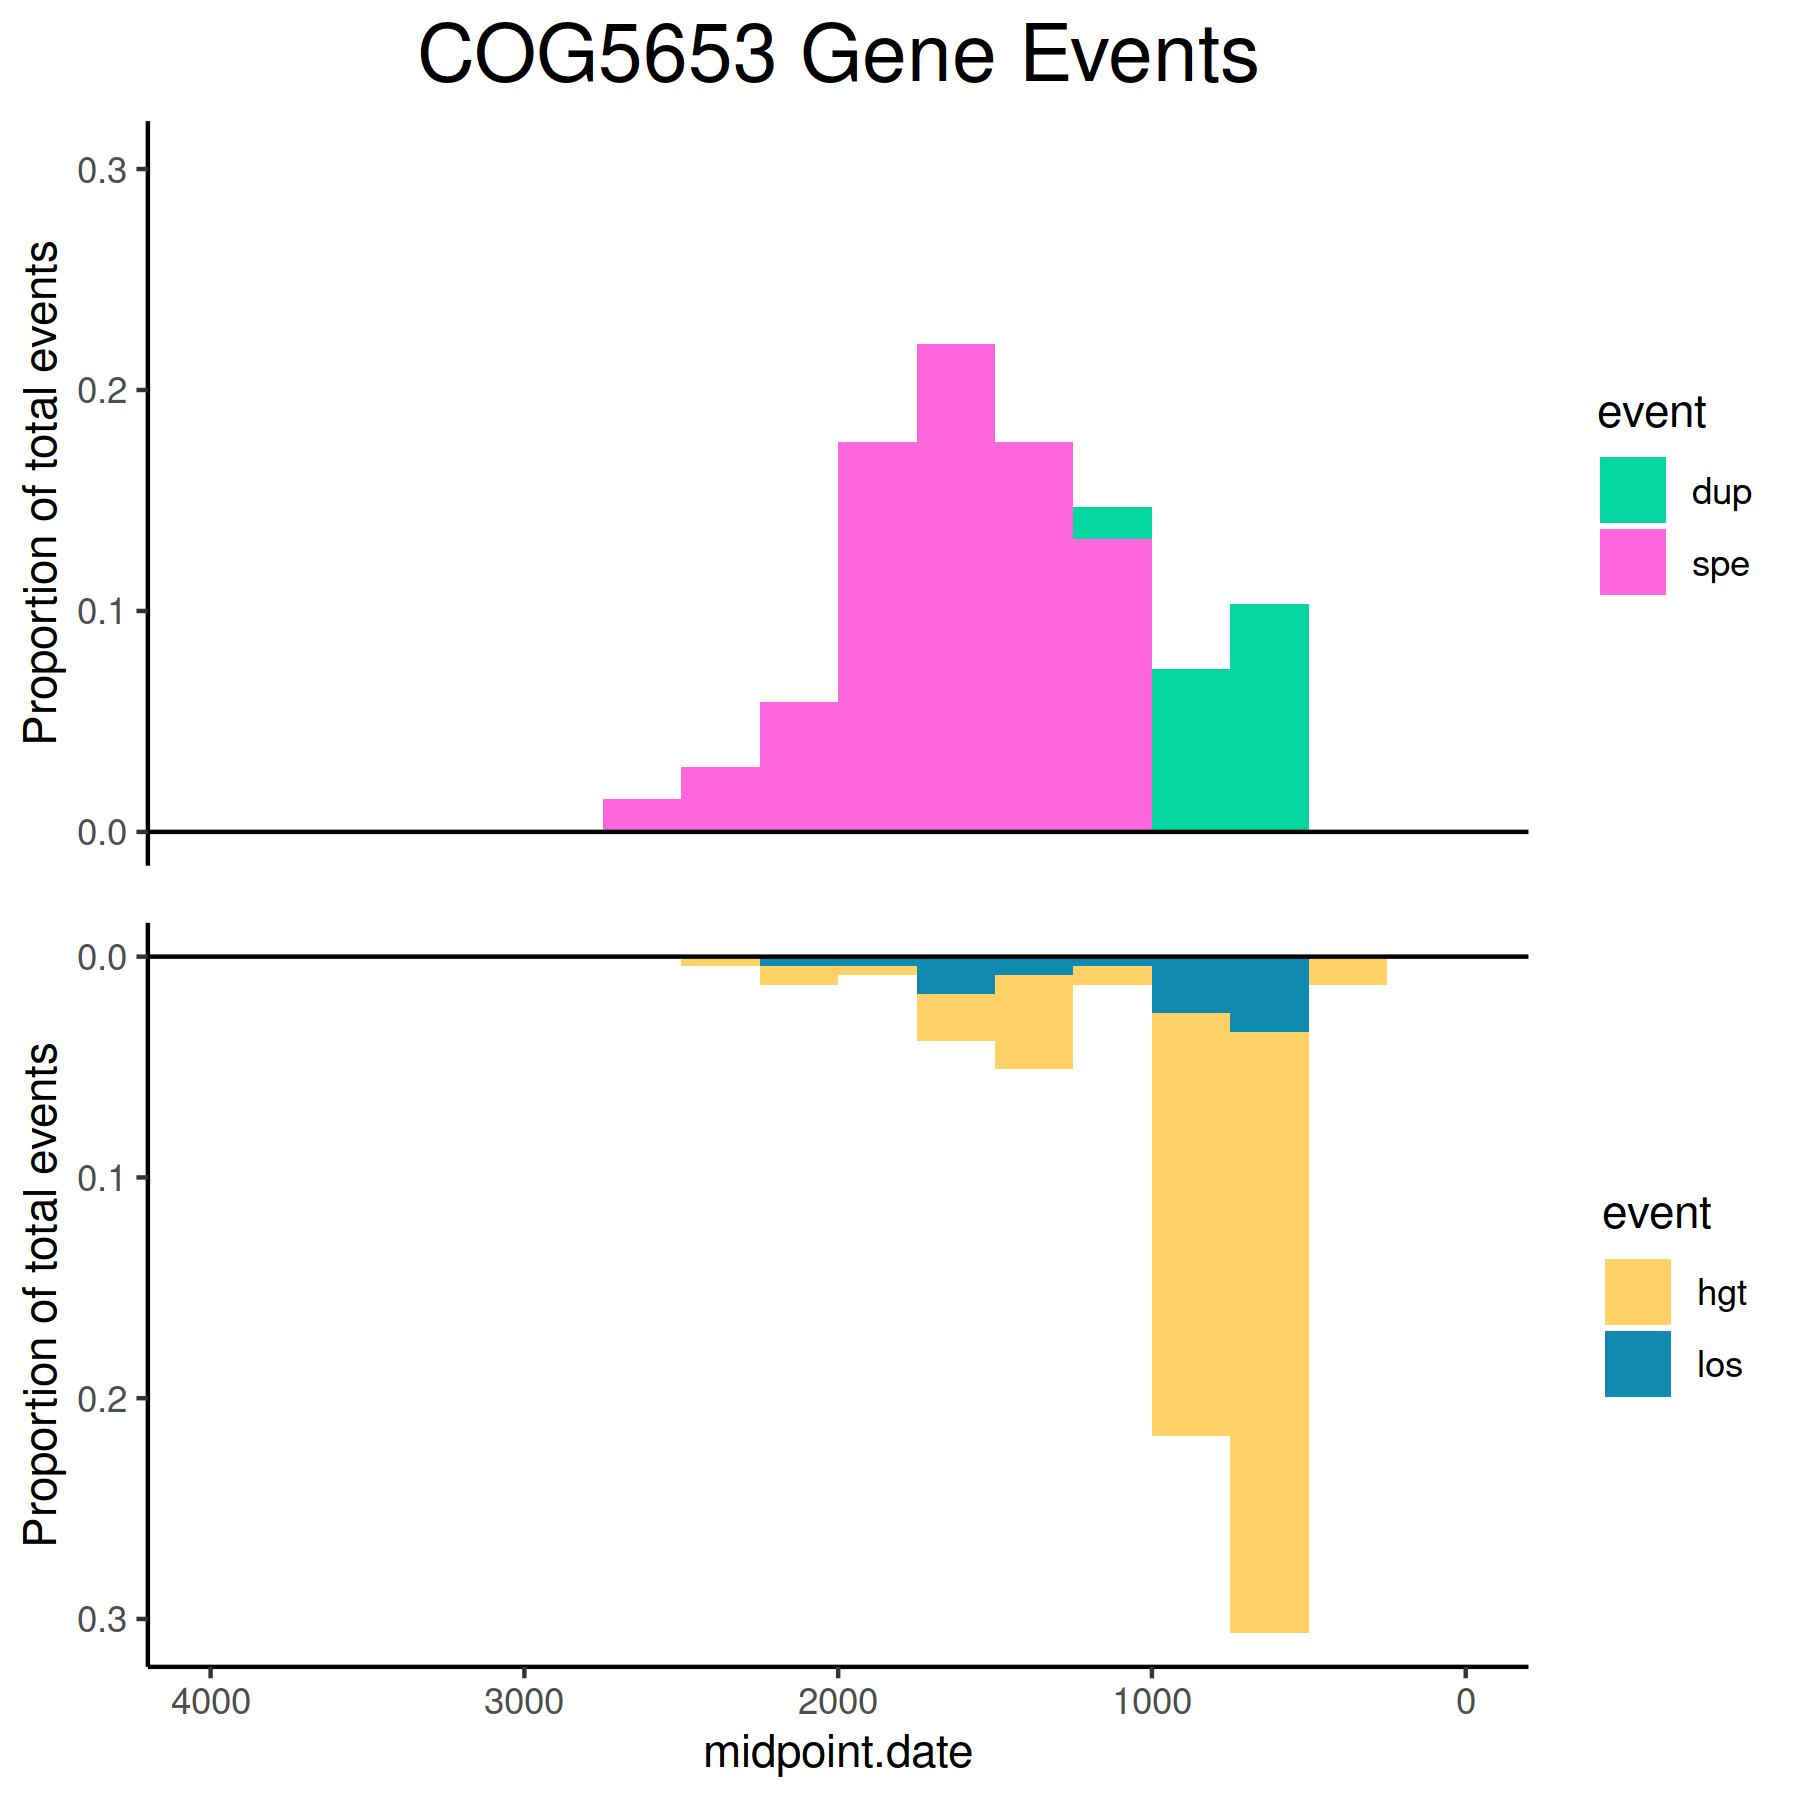 COG5653 Gene Events
Proportion of total events
0.3
0.2
0.1
0.0
event
dup
spe
Proportion of total events
0.0
0.1
0.2
0.3
event
hgt
los
4000 3000 2000 1000 0
midpoint.date